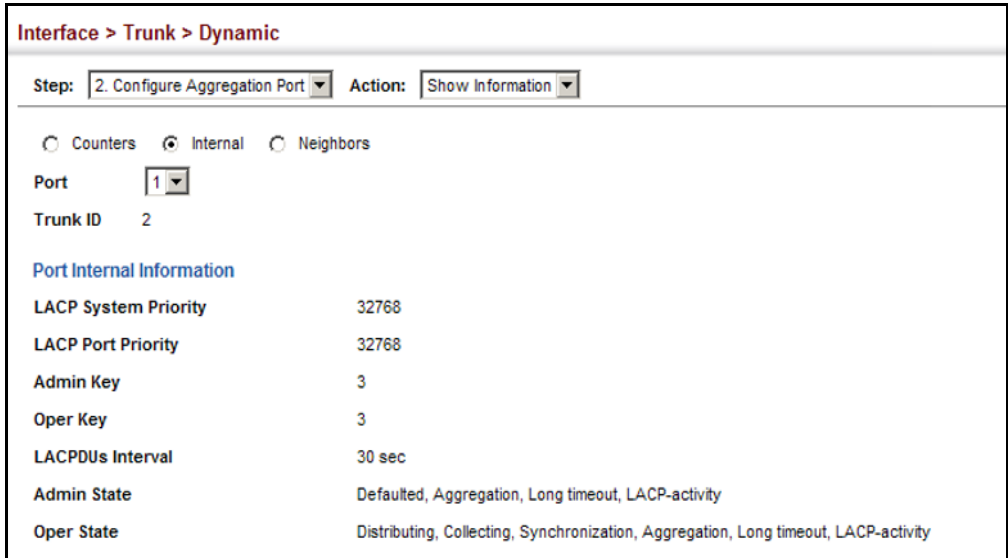 Interface > Trunk > Dynamic
Step: 2. Configure Aggregation Port Action: Show Information
Counters Internal Neighbors
Port 1
Trunk ID 2
Port Internal Information
LACP System Priority 32768
LACP Port Priority 32768
Admin Key 3
Oper Key 3
LACPDUs Interval 30 sec
Admin State Defaulted, Aggregation, Long timeout, LACP-activity
Oper State Distributing, Collecting, Synchronization, Aggregation, Long timeout, LACP-activity